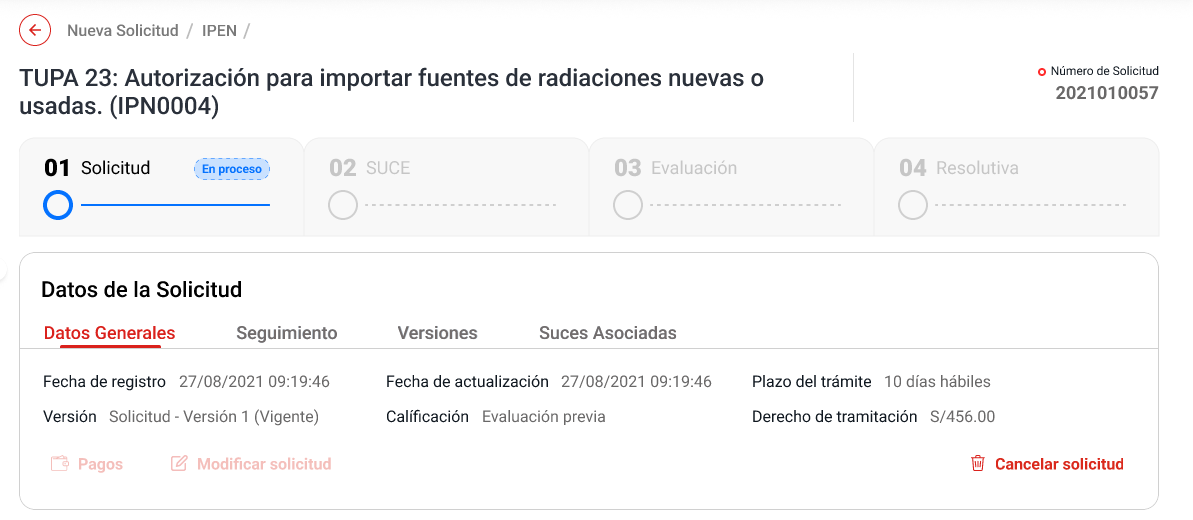 Nueva Solicitud / IPEN /
TUPA 23: Autorización para importar fuentes de radiaciones nuevas o
usadas. (IPN0004)
Número de Solicitud
2021010057
01 Solicitud En proceso
02 SUCE
03 Evaluación
04 Resolutiva
Datos de la Solicitud
Datos Generales Seguimiento Versiones Suces Asociadas
Fecha de registro 27/08/2021 09:19:46 Fecha de actualización 27/08/2021 09:19:46 Plazo del trámite 10 días hábiles
Versión Solicitud - Versión 1 (Vigente) Calíficación Evaluación previa Derecho de tramitación S/456.00
Pagos Modificar solicitud Cancelar solicitud